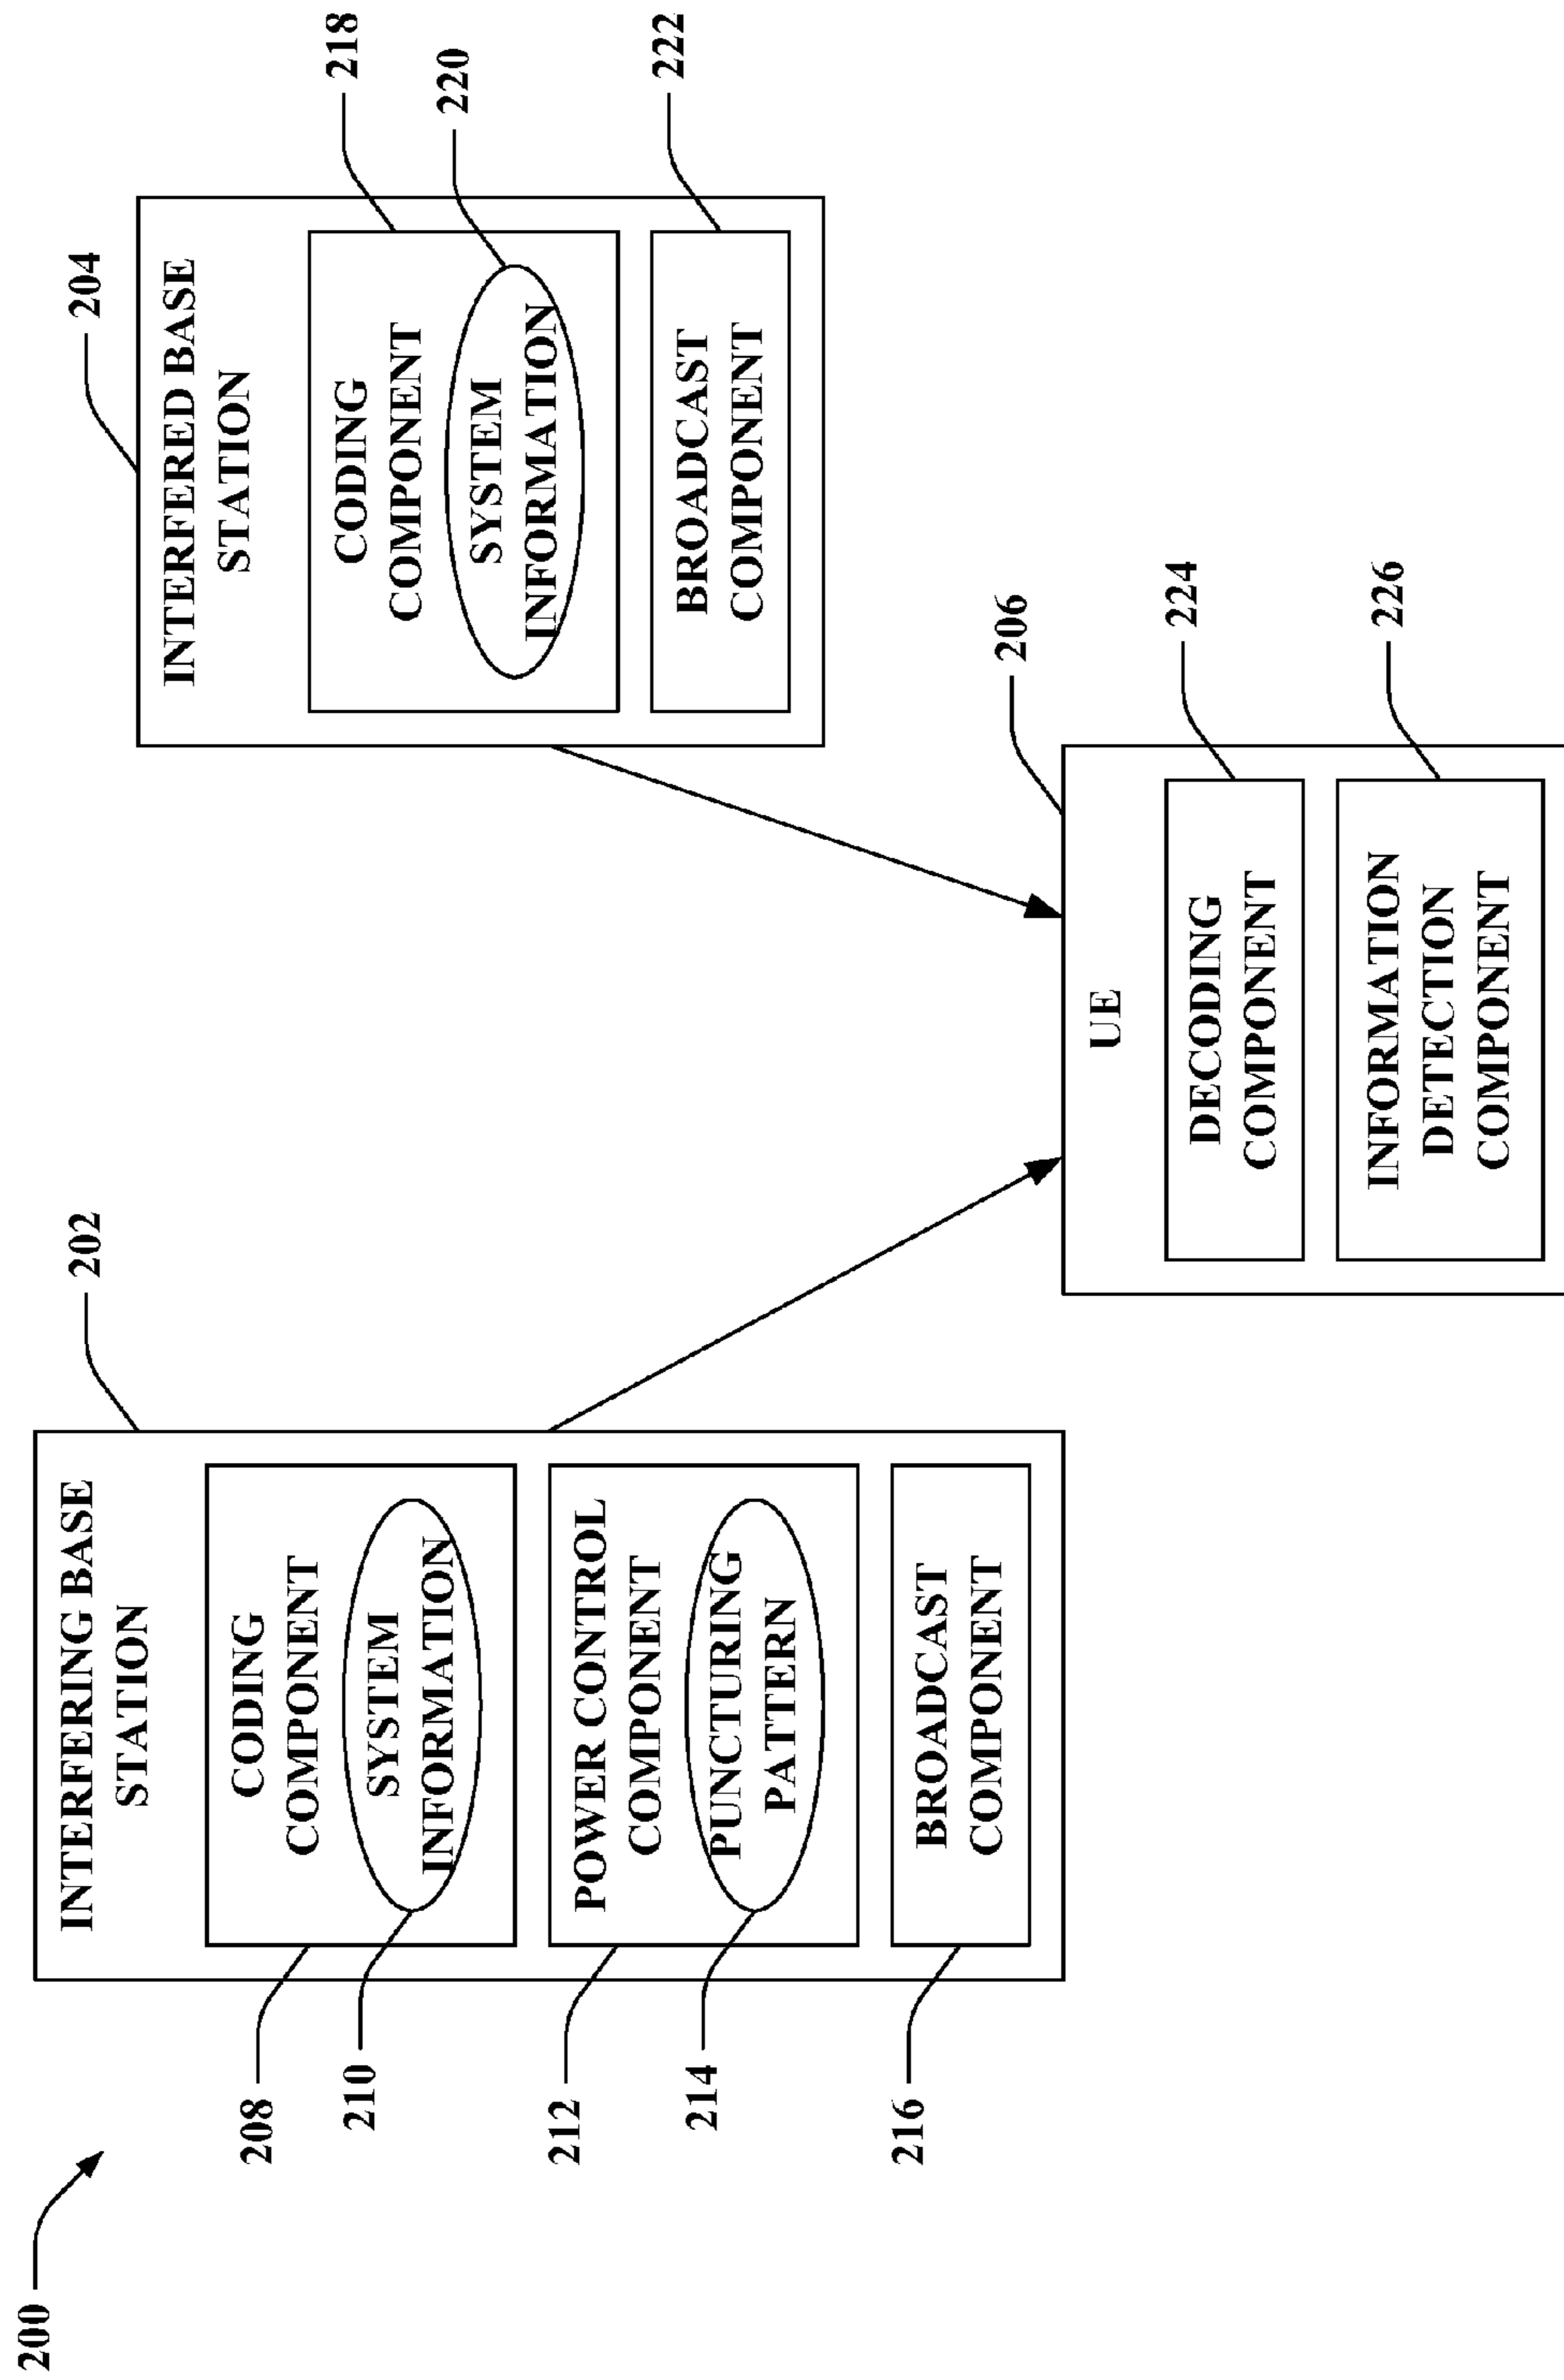 200
202
INTERFERING BASE
STATION
208
CODING
COMPONENT
210
SYSTEM
INFORMATION
212
POWER CONTROL
COMPONENT
214
PUNCTURING
PATTERN
216
BROADCAST
COMPONENT
204
INTERFERED BASE
STATION
218
CODING
COMPONENT
220
SYSTEM
INFORMATION
222
BROADCAST
COMPONENT
206
UE
224
DECODING
COMPONENT
226
INFORMATION
DETECTION
COMPONENT